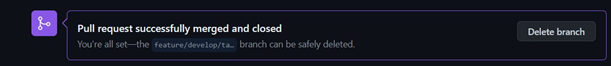 Pull request successfully merged and closed
Delete branch
You're all set—the feature/develop/ta… branch can be safely deleted.